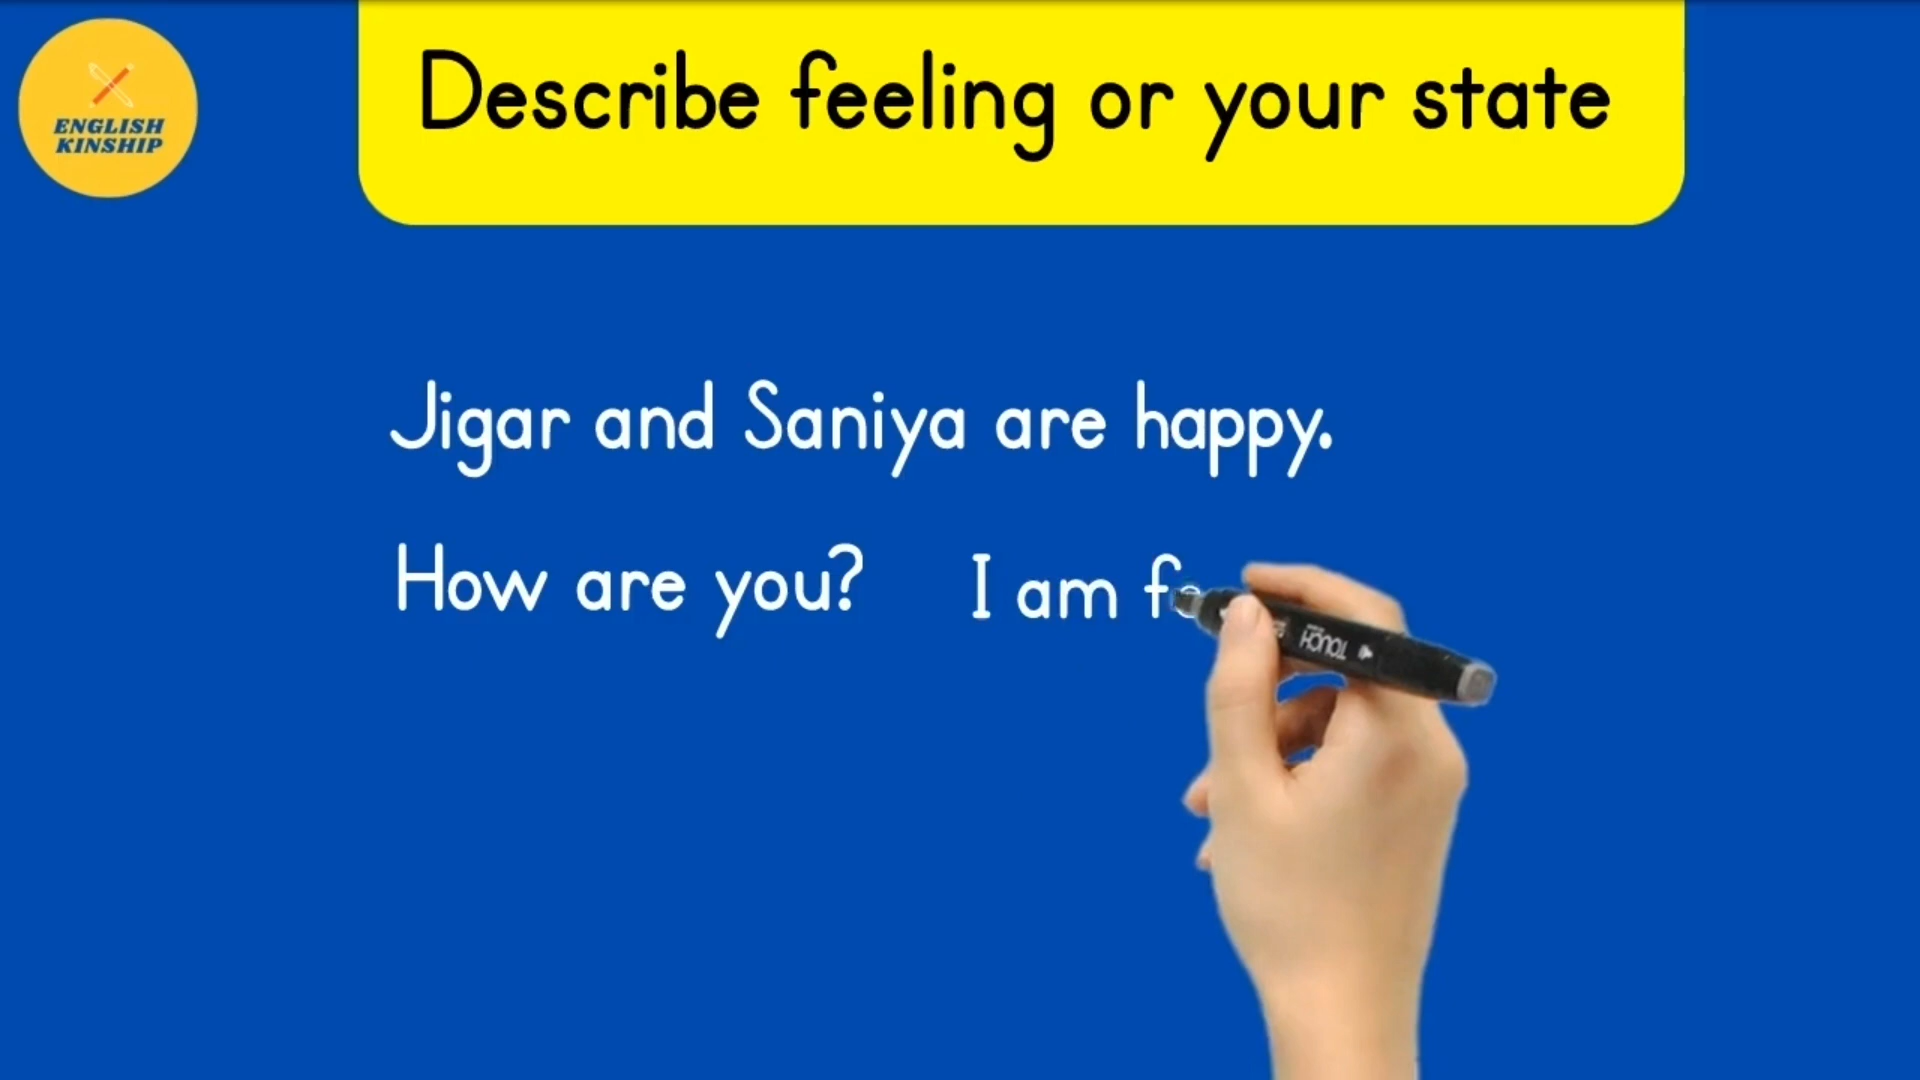 ENGLISH
KINSHIP
Describe feeling or your state
Jigar and Saniya are happy.
How are you? I am
TOUCH